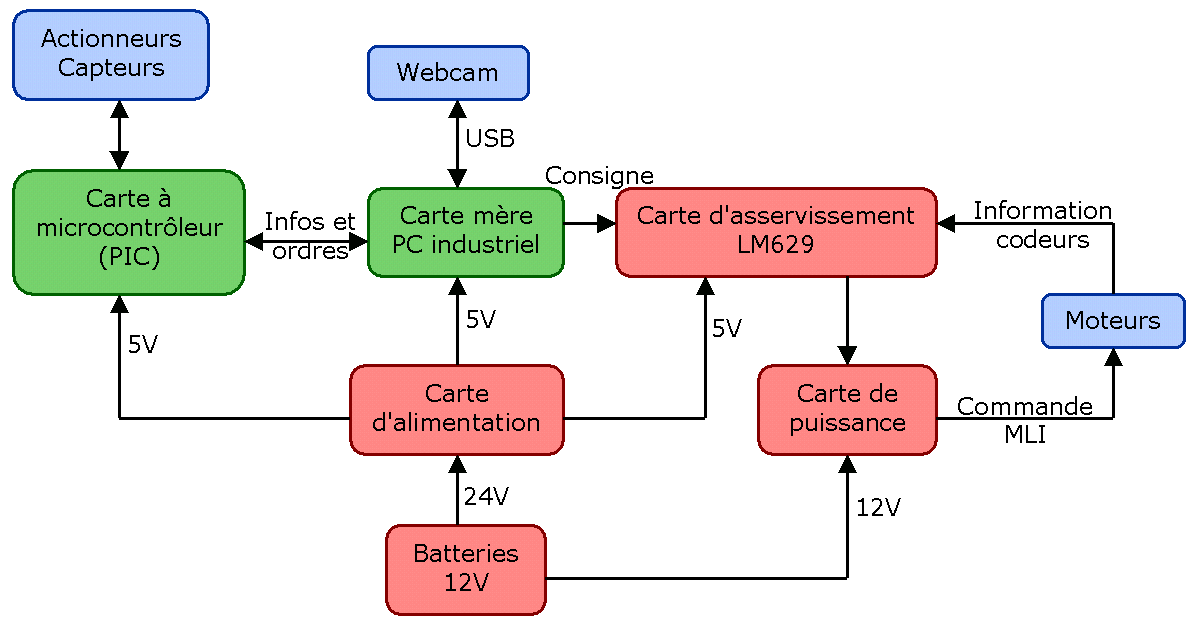 Actionneurs
Capteurs
Webcam
USB
Consigne
Carte à
microcontrôleur
(PIC)
Infos et
ordres
Carte mère
PC industriel
Carte d'asservissement
LM629
Information
codeurs
Moteurs
5V
5V
5V
Carte
d'alimentation
Carte de
puissance
Commande
MLI
24V
12V
Batteries
12V